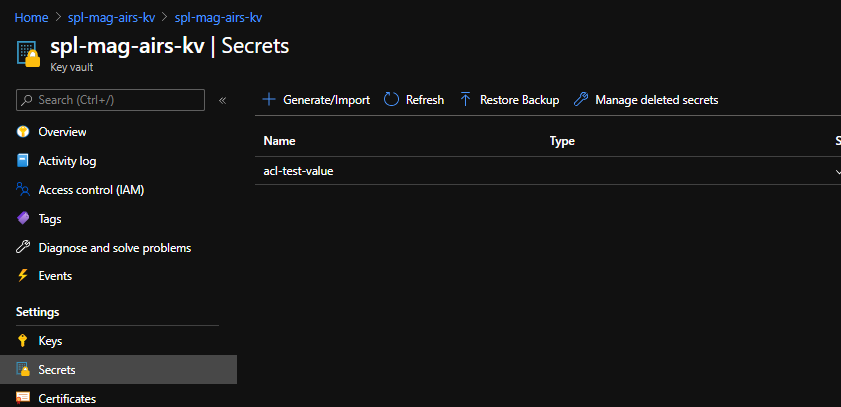 Home > spl-mag-airs-kv > spl-mag-airs-kv
spl-mag-airs-kv | Secrets
Key vault
Search (Ctrl+/) «
Generate/Import Refresh Restore Backup Manage deleted secrets
Overview
Activity log
Access control (IAM)
Tags
Diagnose and solve problems
Events
Settings
Keys
Secrets
Certificates
Name Type
acl-test-value